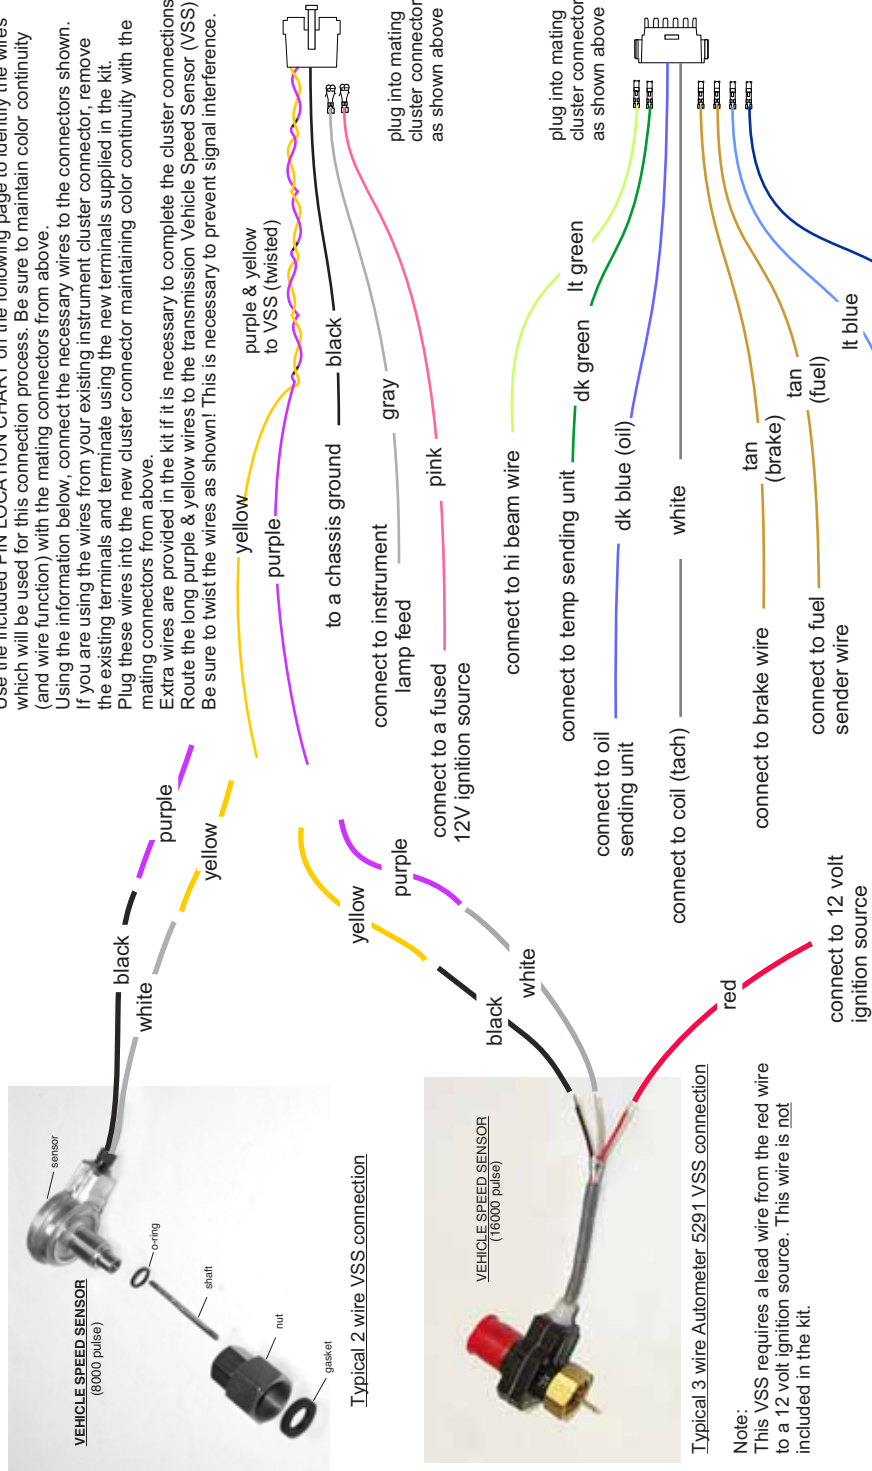 Use the included PIN LOCATION CHART on the following page to identify the wires
which will be used for this connection process. Be sure to maintain color continuity
(and wire function) with the mating connectors from above.
Using the information below, connect the necessary wires to the connectors shown.
If you are using the wires from your existing instrument cluster connector, remove
the existing terminals and terminate using the new terminals supplied in the kit.
Plug these wires into the new cluster connector maintaining color continuity with the
mating connectors from above.
Extra wires are provided in the kit if it is necessary to complete the cluster connections
Route the long purple & yellow wires to the transmission Vehicle Speed Sensor (VSS)
Be sure to twist the wires as shown! This is necessary to prevent signal interference.
purple & yellow
to VSS (twisted)
yellow
purple
black
to a chassis ground
gray
connect to instrument
lamp feed
pink
connect to a fused
12V ignition source
plug into mating
cluster connector
as shown above
plug into mating
cluster connector
as shown above
lt green
connect to hi beam wire
dk green
connect to temp sending unit
dk blue (oil)
connect to oil
sending unit
white
connect to coil (tach)
tan
(brake)
connect to brake wire
tan
(fuel)
connect to fuel
sender wire
lt blue
purple
yellow
black
white
sensor
o-ring
shaft
nut
gasket
VEHICLE SPEED SENSOR
(8000 pulse)
Typical 2 wire VSS connection
yellow
purple
black
white
red
connect to 12 volt
ignition source
VEHICLE SPEED SENSOR
(16000 pulse)
Typical 3 wire Autometer 5291 VSS connection
Note:
This VSS requires a lead wire from the red wire
to a 12 volt ignition source. This wire is not
included in the kit.